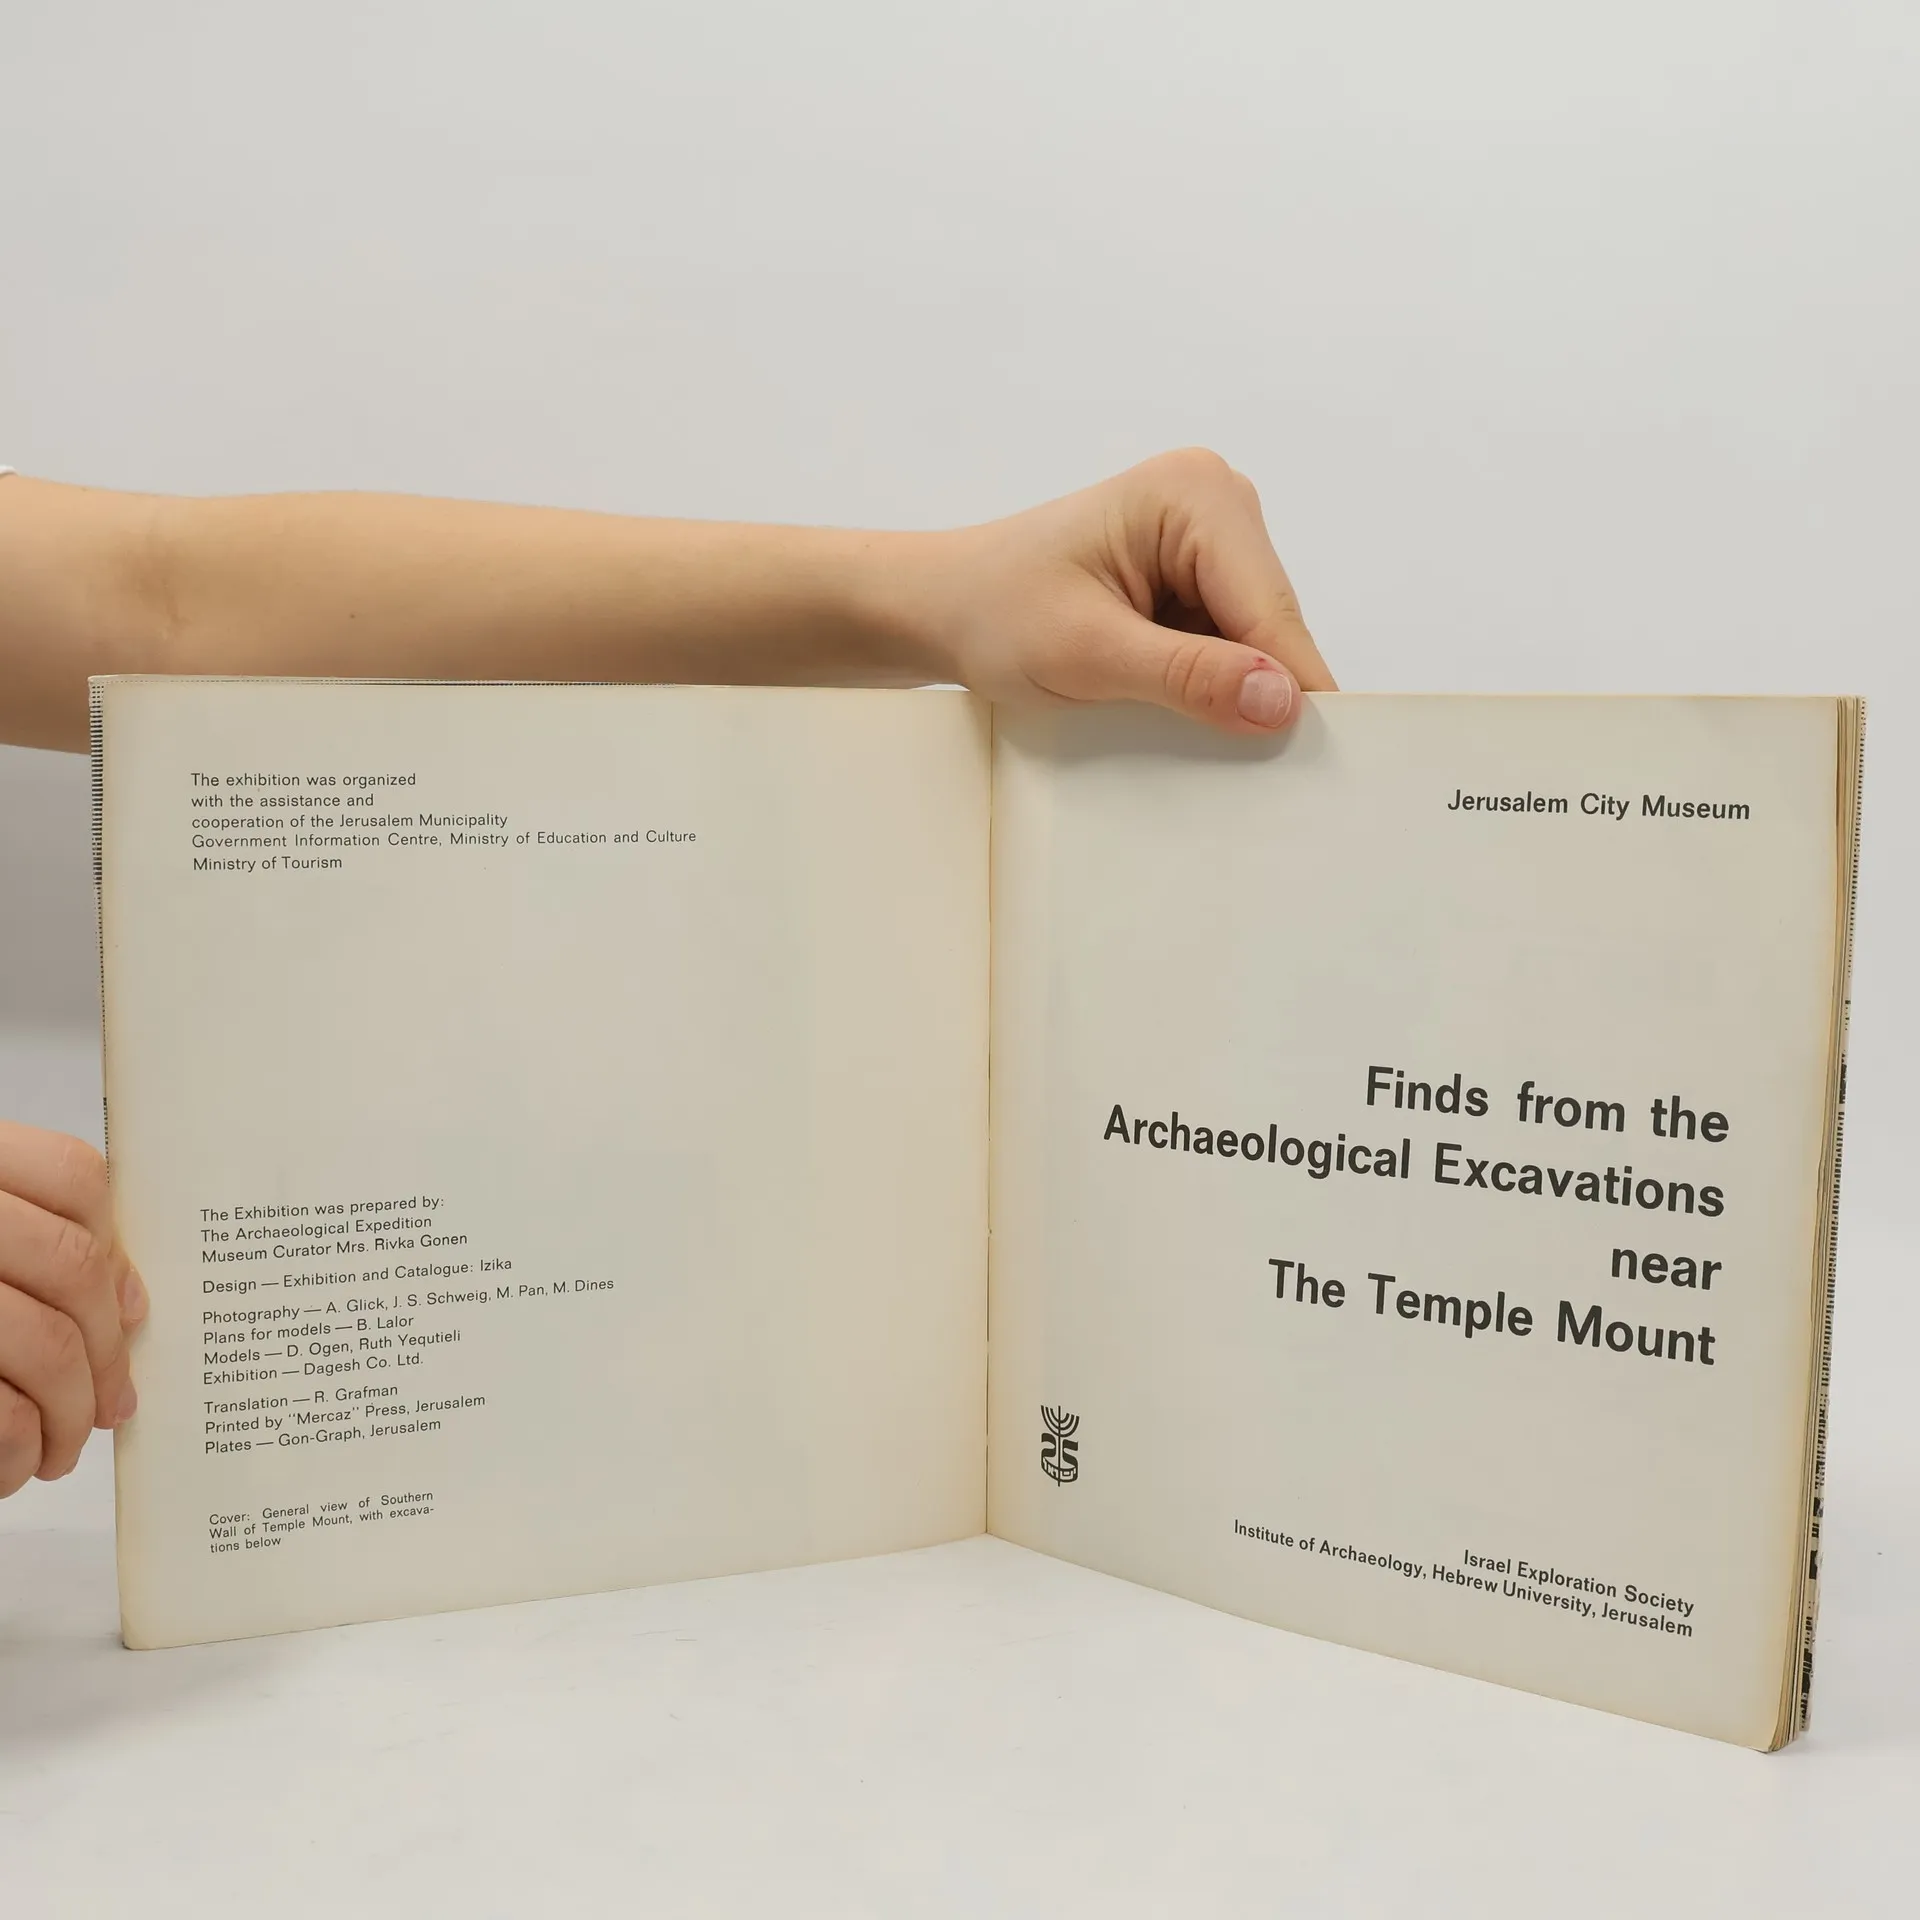 The exhibition was organized
with the assistance and
cooperation of the Jerusalem Municipality
Government Information Centre, Ministry of Education and Culture
Ministry of Tourism
The Exhibition was prepared by:
The Archaeological Expedition
Museum Curator Mrs. Rivka Gonen
Design — Exhibition and Catalogue: Izika
Photography — A. Glick, J. S. Schweig, M. Pan, M. Dines
Plans for models — B. Lalor
Models — D. Ogen, Ruth Yequtieli
Exhibition — Dagesh Co. Ltd.
Translation — R. Grafman
Printed by "Mercaz" Press, Jerusalem
Plates — Gon-Graph, Jerusalem
Cover: General view of Southern
Wall of Temple Mount, with excava-
tions below
Jerusalem City Museum
Finds from the
Archaeological Excavations
near
The Temple Mount
Israel Exploration Society
Institute of Archaeology, Hebrew University, Jerusalem